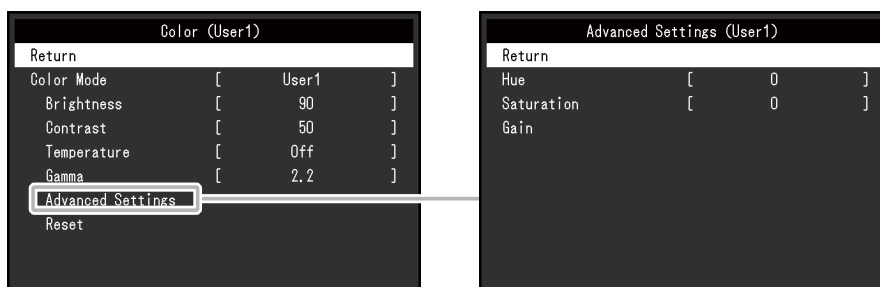 Color (User1)
Return
Color Mode [ User1 ]
Brightness [ 90 ]
Contrast [ 50 ]
Temperature [ Off ]
Gamma [ 2.2 ]
Advanced Settings
Reset
Advanced Settings (User1)
Return
Hue [ 0 ]
Saturation [ 0 ]
Gain